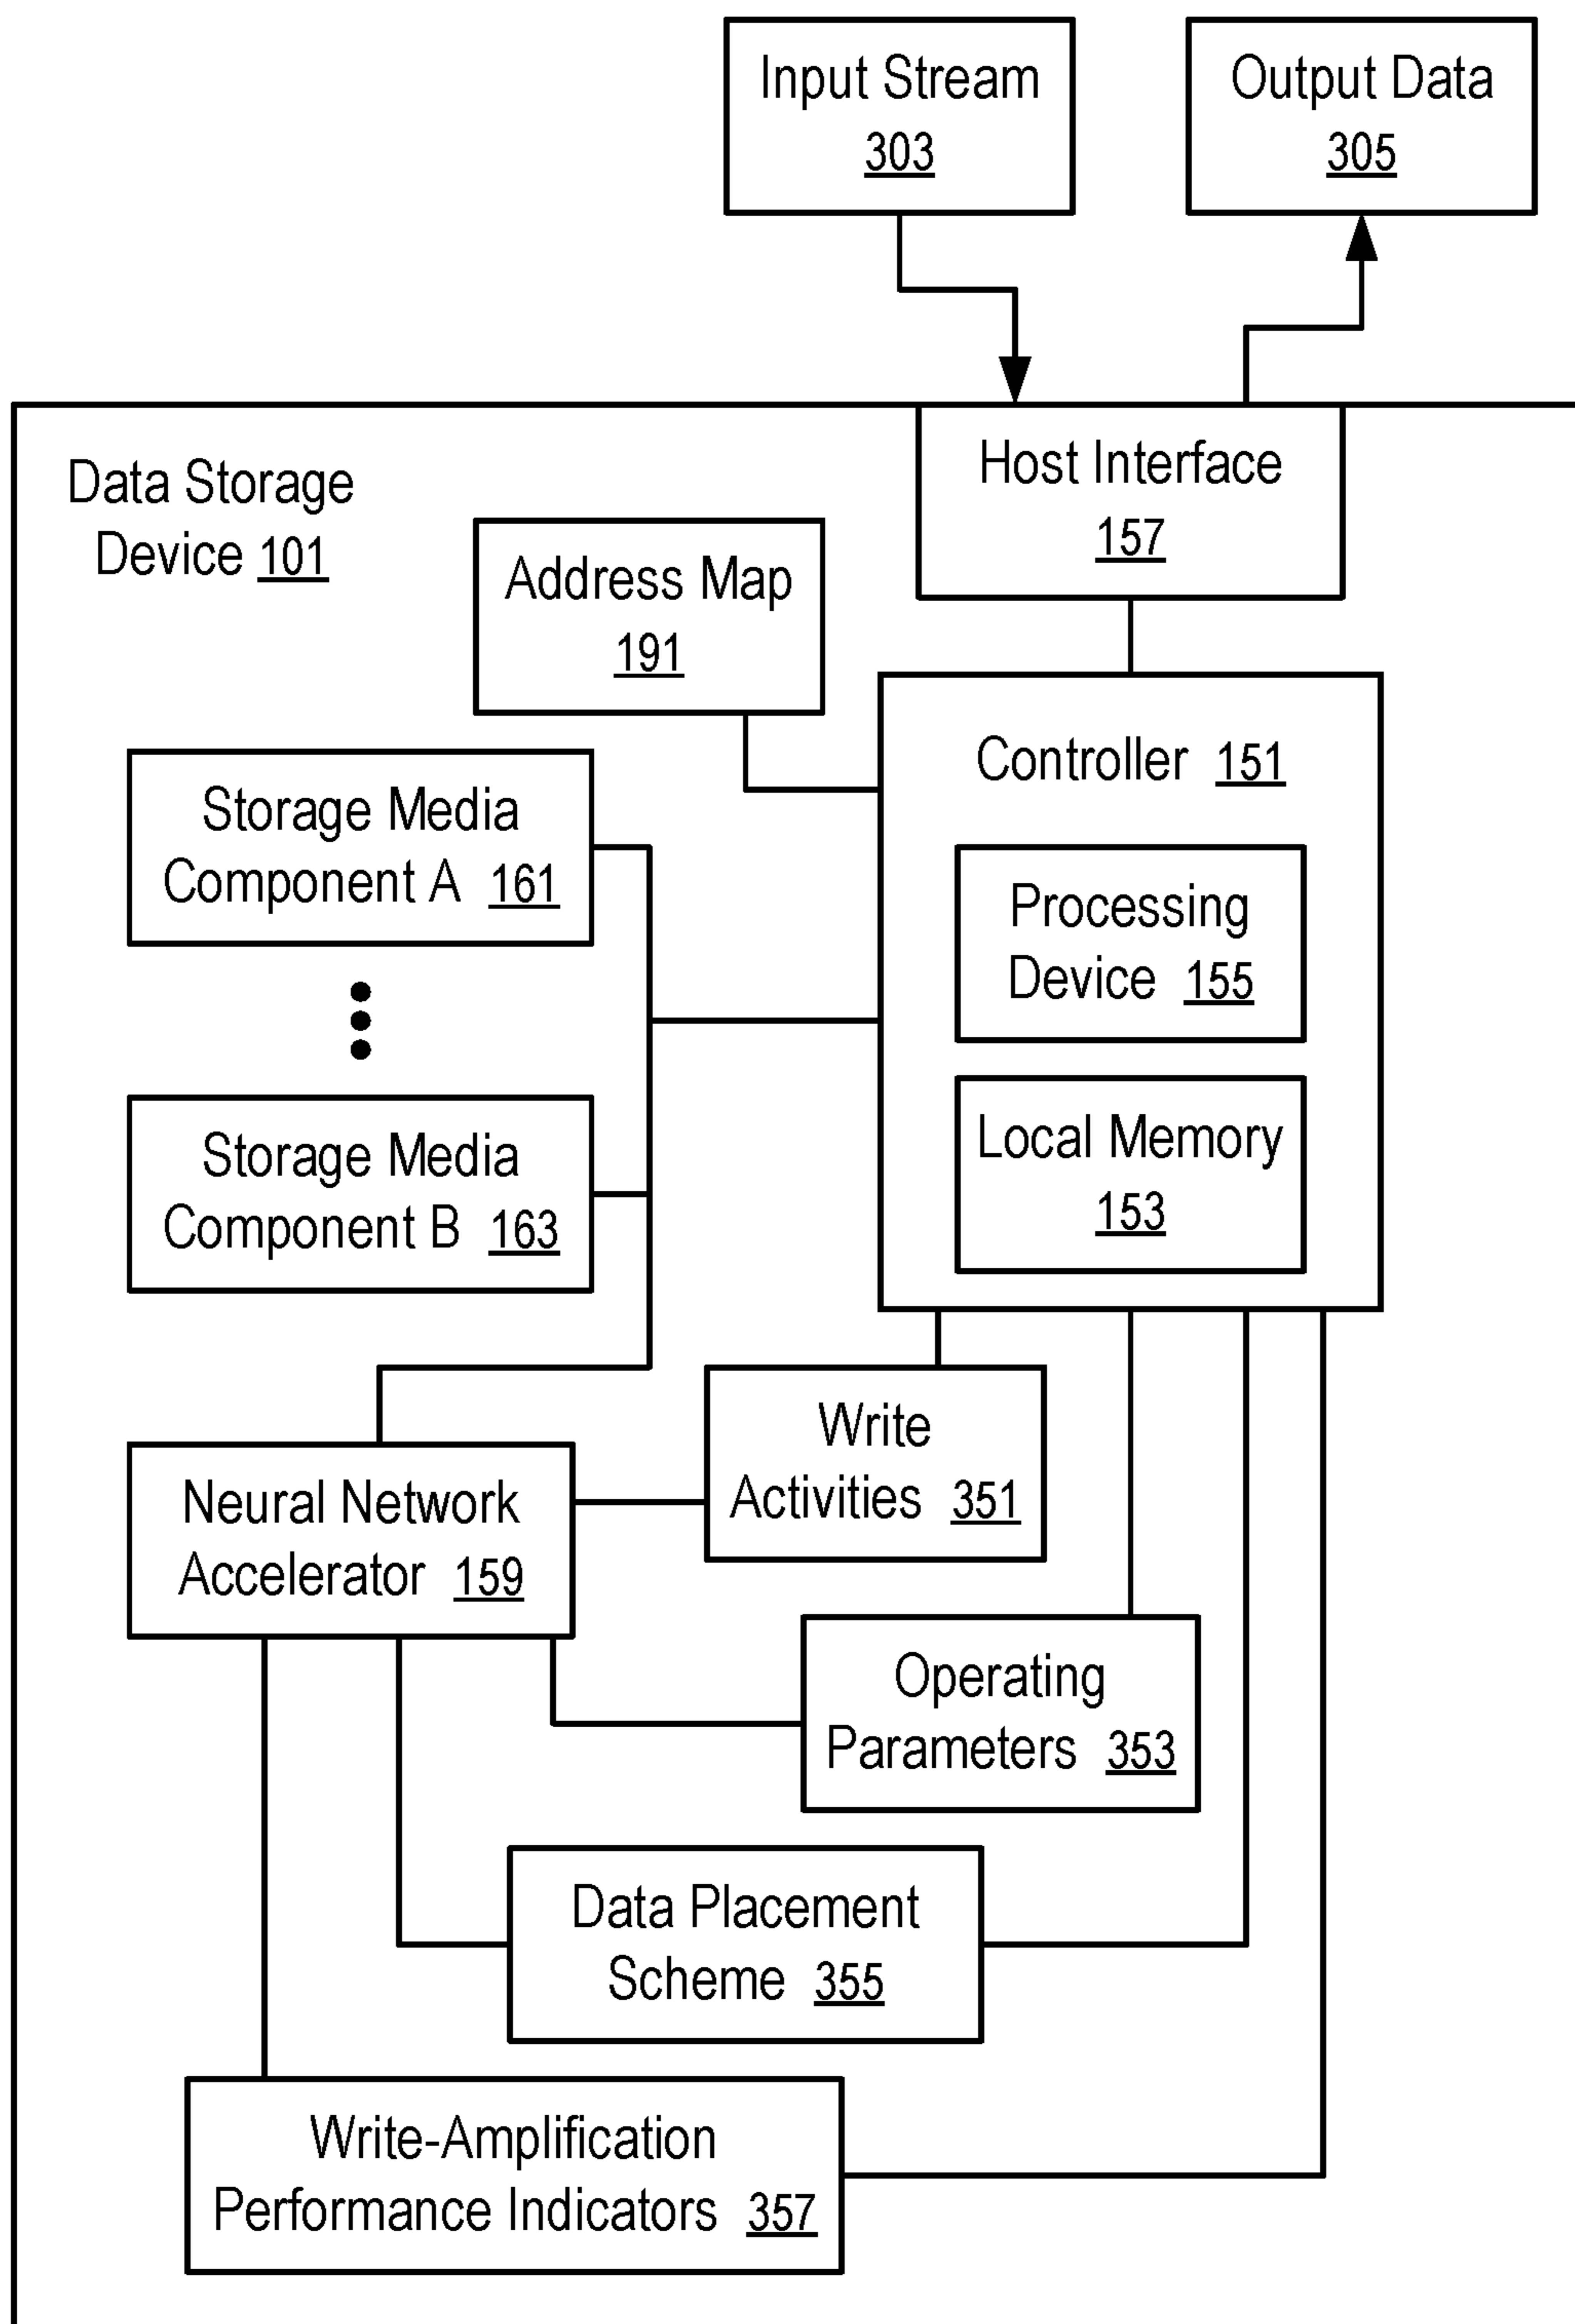 Input Stream
303
Output Data
305
Data Storage
Device 101
Host Interface
157
Address Map
191
Controller 151
Storage Media
Component A 161
Processing
Device 155
Local Memory
153
Storage Media
Component B 163
Write
Activities 351
Neural Network
Accelerator 159
Operating
Parameters 353
Data Placement
Scheme 355
Write-Amplification
Performance Indicators 357